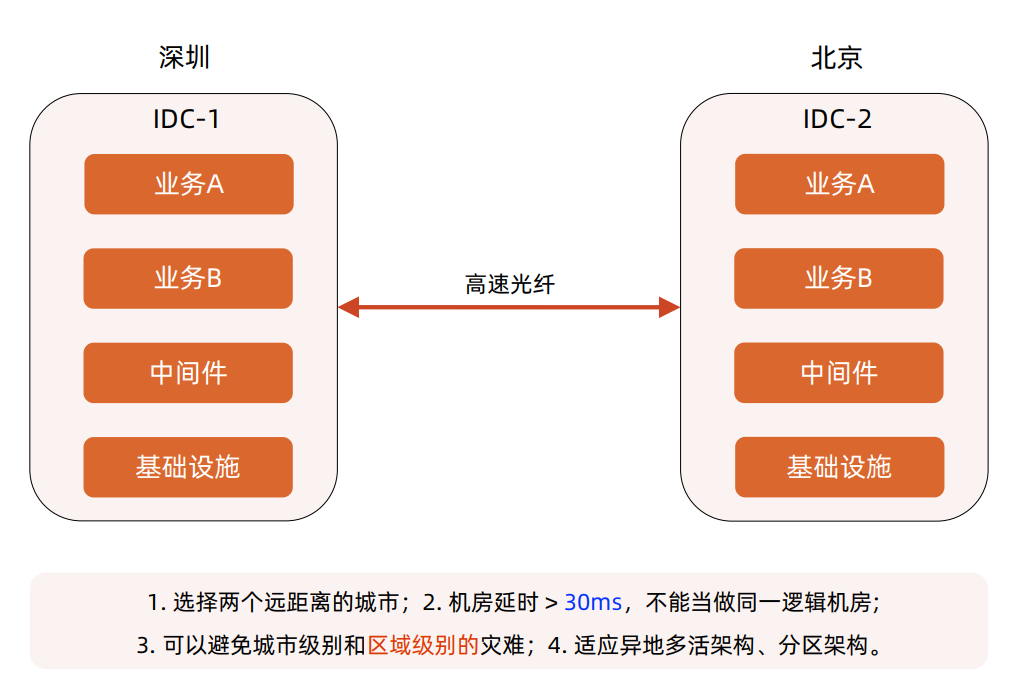 深圳
北京
IDC-1
业务A
业务B
中间件
基础设施
高速光纤
IDC-2
业务A
业务B
中间件
基础设施
1. 选择两个远距离的城市；2. 机房延时 > 30ms，不能当做同一逻辑机房；
3. 可以避免城市级别和区域级别的灾难；4. 适应异地多活架构、分区架构。